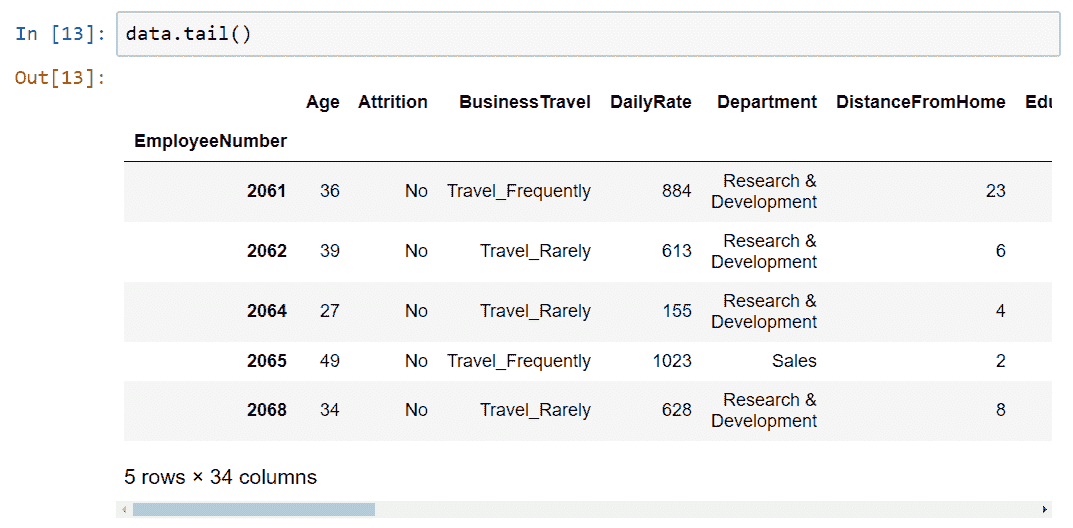 In [13]: data.tail()
Out[13]:
Age Attrition BusinessTravel DailyRate Department DistanceFromHome
EmployeeNumber
2061 36 No Travel_Frequently 884 Research & Development 23
2062 39 No Travel_Rarely 613 Research & Development 6
2064 27 No Travel_Rarely 155 Research & Development 4
2065 49 No Travel_Frequently 1023 Sales 2
2068 34 No Travel_Rarely 628 Research & Development 8
5 rows × 34 columns